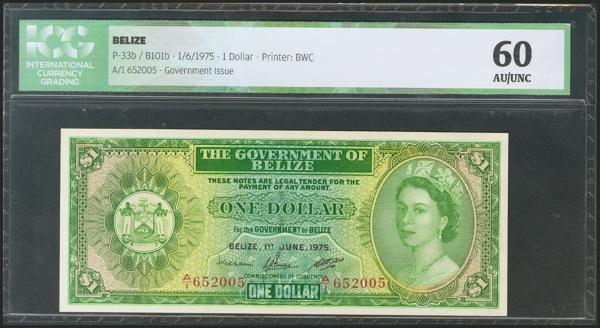 ICG
INTERNATIONAL
CURRENCY
GRADING
BELIZE
P-33b / B101b - 1/6/1975 - 1 Dollar - Printer: BWC
A/1 652005 - Government Issue
60
AU/UNC
$1
$1
THE GOVERNMENT OF
BELIZE
THESE NOTES ARE LEGAL TENDER FOR THE
PAYMENT OF ANY AMOUNT.
ONE DOLLAR
For the GOVERNMENT OF BELIZE
BELIZE, 1ST JUNE, 1975.
A/1 652005
A/1 652005
COMMISSIONERS OF CURRENCY
$1
ONE DOLLAR
$1